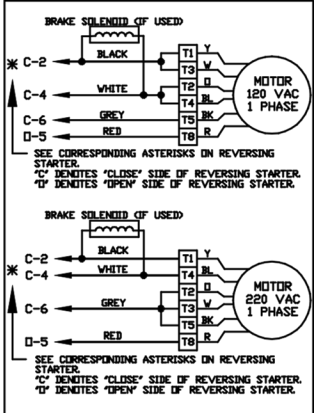 BRAKE SOLENOID (IF USED)
BLACK
T1
Y
* C-2
T3
W
WHITE
T2
O
C-4
T4
BL
MOTOR
120 VAC
1 PHASE
GREY
C-6
T5
BK
RED
O-5
T8
R
SEE CORRESPONDING ASTERISKS ON REVERSING
STARTER.
"C" DENOTES "CLOSE" SIDE OF REVERSING STARTER.
"O" DENOTES "OPEN" SIDE OF REVERSING STARTER.
BRAKE SOLENOID (IF USED)
BLACK
C-2
T1
Y
WHITE
* C-4
T4
BL
T2
O
GREY
C-6
T3
W
MOTOR
220 VAC
1 PHASE
T5
BK
RED
O-5
T8
R
SEE CORRESPONDING ASTERISKS ON REVERSING
STARTER.
"C" DENOTES "CLOSE" SIDE OF REVERSING STARTER.
"O" DENOTES "OPEN" SIDE OF REVERSING STARTER.